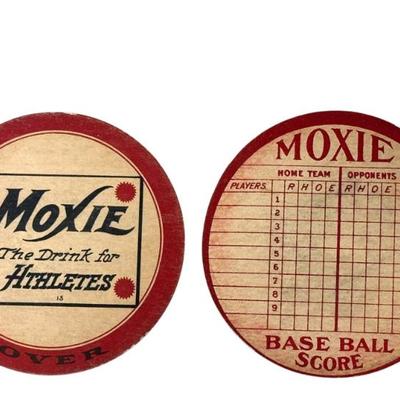 MOXIE
The Drink for
ATHLETES
13
OVER
MOXIE
HOME TEAM OPPONENTS
PLAYERS. R H O E R H O E
1
2
3
4
5
6
7
8
9
BASE BALL
SCORE